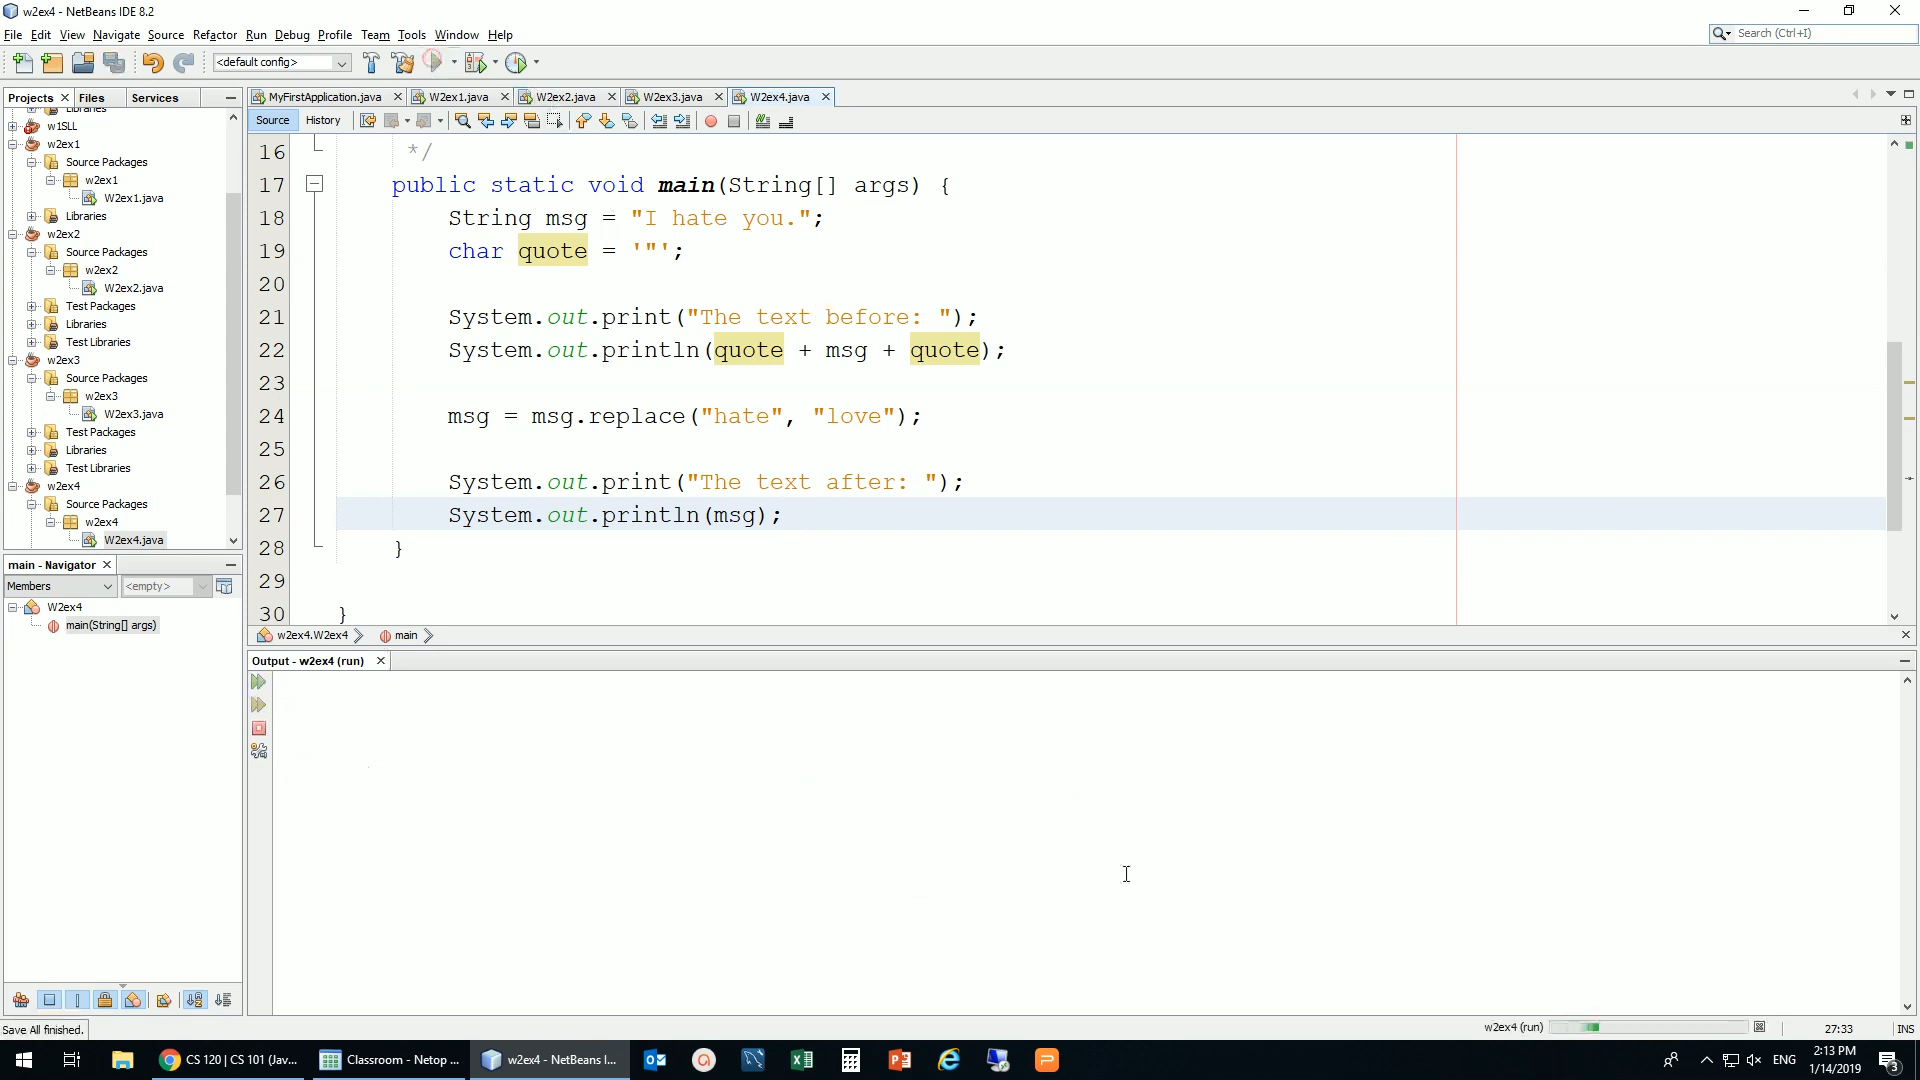 w2ex4 - NetBeans IDE 8.2
File Edit View Navigate Source Refactor Run Debug Profile Team Tools Window Help
Search (Ctrl+I)
<default config>
Projects Files Services
MyFirstApplication.java W2ex1.java W2ex2.java W2ex3.java W2ex4.java
Source History
Libraries
w1SLL
w2ex1
Source Packages
w2ex1
W2ex1.java
Libraries
w2ex2
Source Packages
w2ex2
W2ex2.java
Test Packages
Libraries
Test Libraries
w2ex3
Source Packages
w2ex3
W2ex3.java
Test Packages
Libraries
Test Libraries
w2ex4
Source Packages
w2ex4
W2ex4.java
16 */
17 public static void main(String[] args) {
18 String msg = "I hate you.";
19 char quote = '"';
20
21 System.out.print("The text before: ");
22 System.out.println(quote + msg + quote);
23
24 msg = msg.replace("hate", "love");
25
26 System.out.print("The text after: ");
27 System.out.println(msg);
28 }
29
30 }
w2ex4.W2ex4 main
main - Navigator
Members <empty>
W2ex4
main(String[] args)
Output - w2ex4 (run)
Save All finished.
w2ex4 (run)
27:33 INS
CS 120 | CS 101 (Jav...
Classroom - Netop ...
w2ex4 - NetBeans I...
ENG
2:13 PM
1/14/2019
3